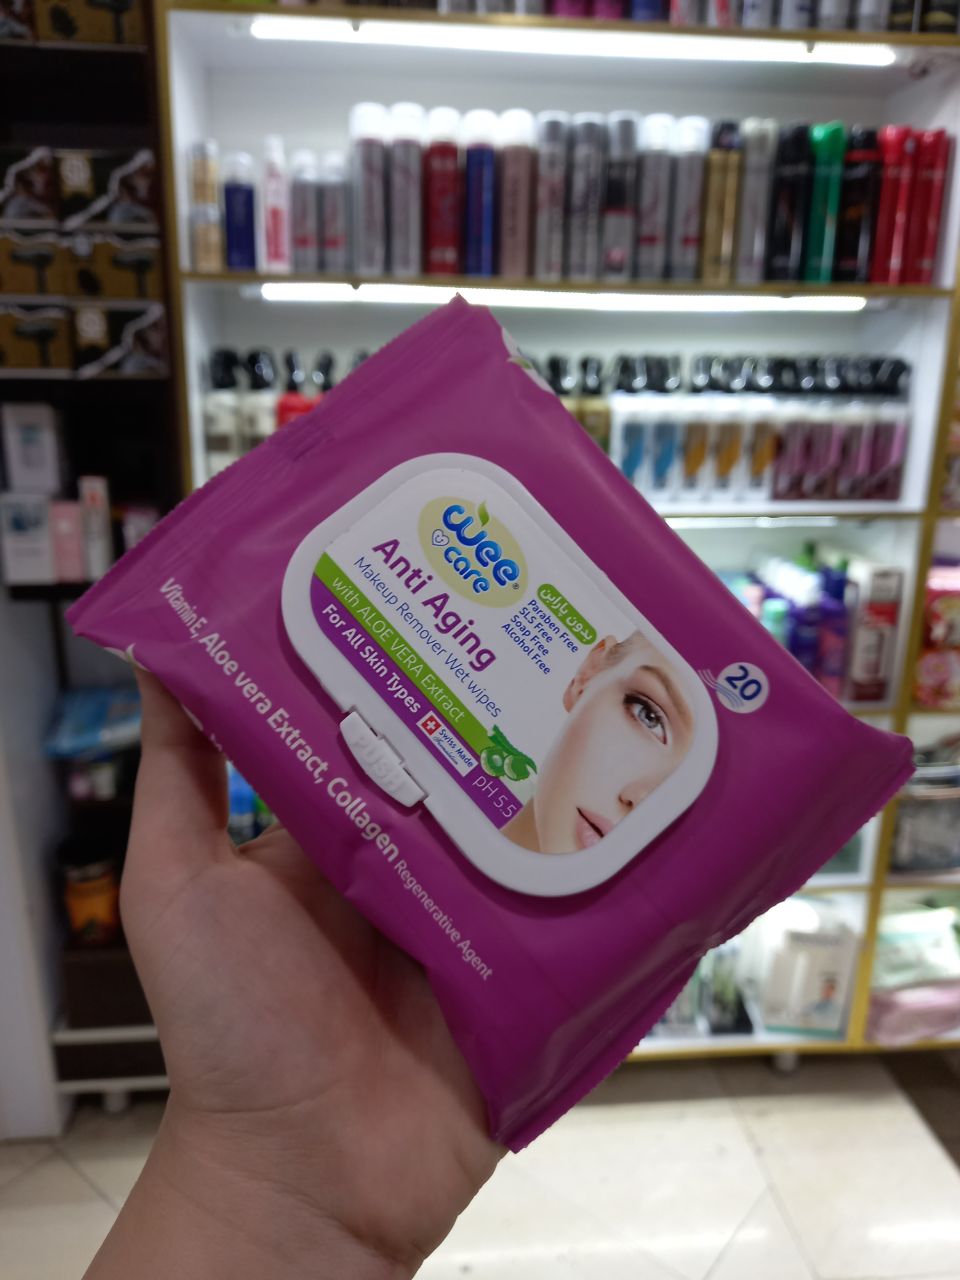 wee
care®
Anti Aging
Makeup Remover Wet wipes
with ALOE VERA Extract
For All Skin Types
Swiss Made
Formulation
pH 5.5
بدون پارابن
Paraben Free
SLS Free
Soap Free
Alcohol Free
20
PUSH
Vitamin E, Aloe vera Extract, Collagen Regenerative Agent